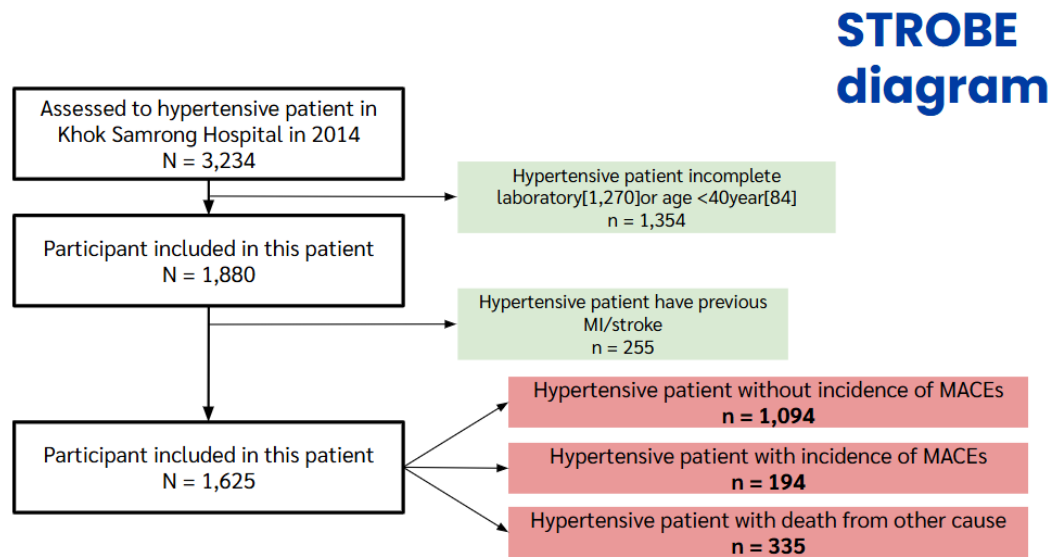 STROBE
diagram
Assessed to hypertensive patient in
Khok Samrong Hospital in 2014
N = 3,234
Hypertensive patient incomplete
laboratory[1,270]or age <40year[84]
n = 1,354
Participant included in this patient
N = 1,880
Hypertensive patient have previous
MI/stroke
n = 255
Hypertensive patient without incidence of MACEs
n = 1,094
Participant included in this patient
N = 1,625
Hypertensive patient with incidence of MACEs
n = 194
Hypertensive patient with death from other cause
n = 335